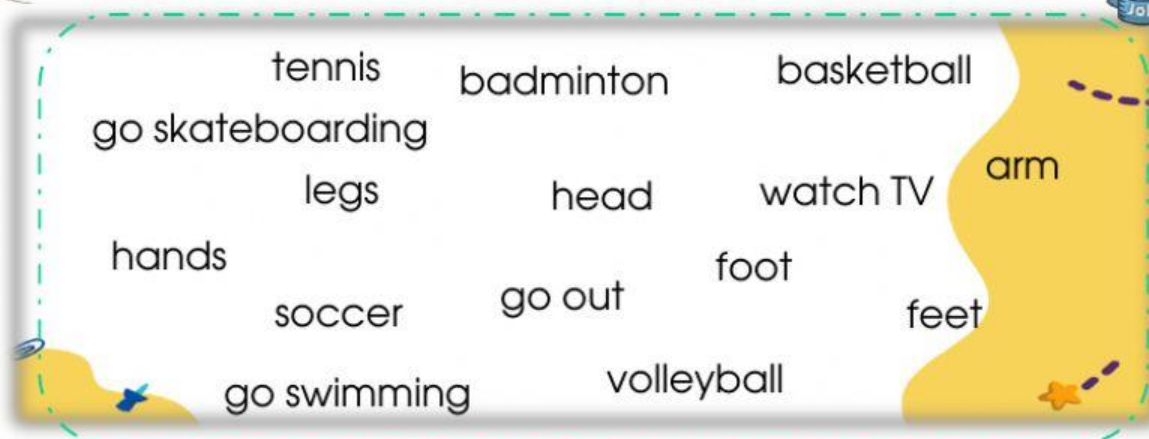 tennis
badminton
basketball
go skateboarding
arm
legs
head
watch TV
hands
foot
soccer
go out
feet
go swimming
volleyball